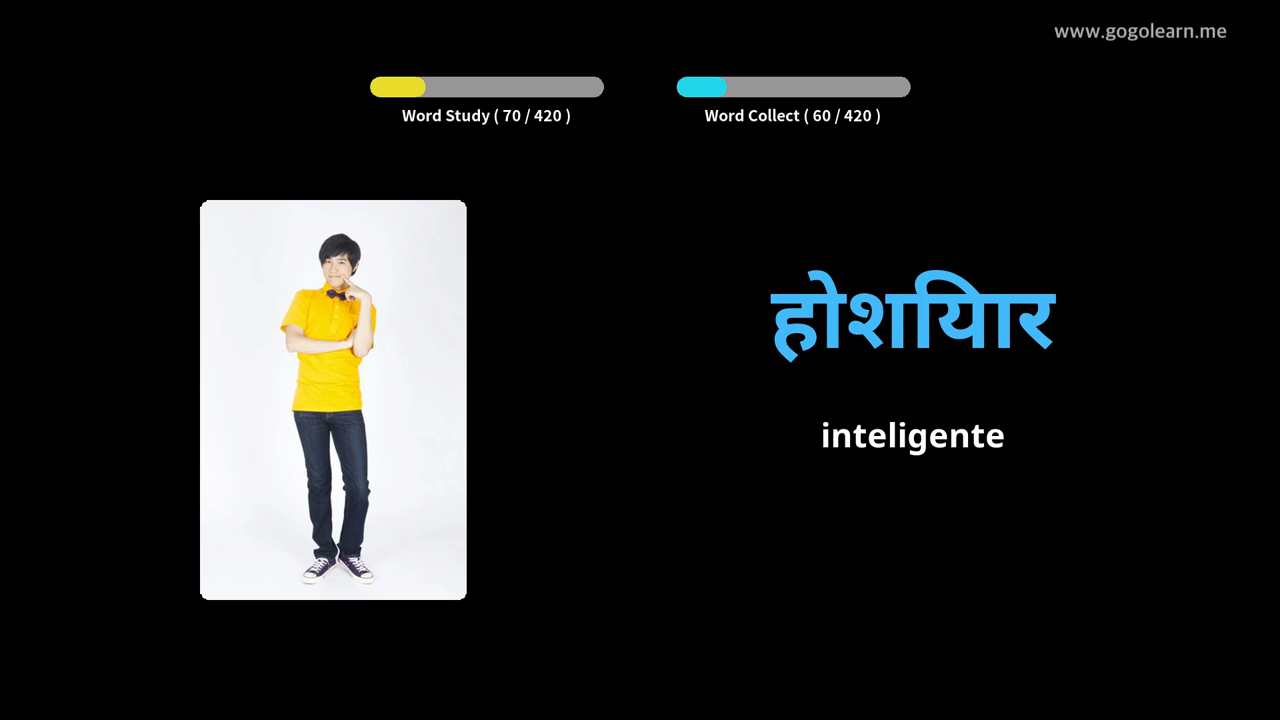 www.gogolearn.me
Word Study ( 70 / 420 )
Word Collect ( 60 / 420 )
होशियार
inteligente